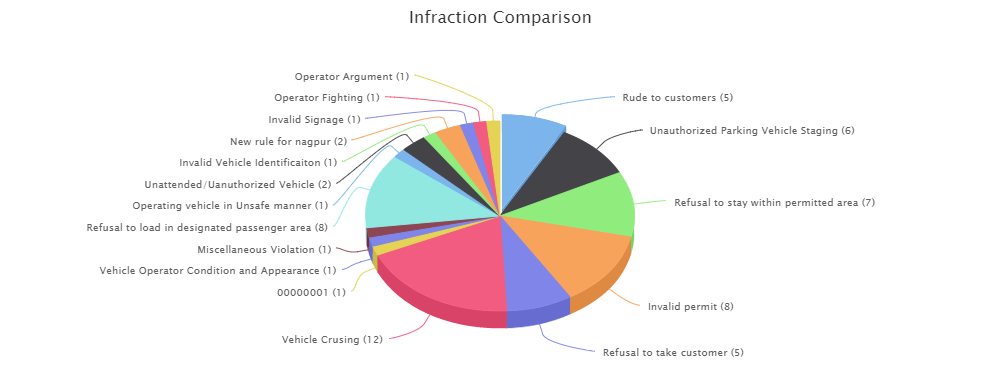 Infraction Comparison
Rude to customers (5)
Unauthorized Parking Vehicle Staging (6)
Refusal to stay within permitted area (7)
Invalid permit (8)
Refusal to take customer (5)
Vehicle Crusing (12)
00000001 (1)
Vehicle Operator Condition and Appearance (1)
Miscellaneous Violation (1)
Refusal to load in designated passenger area (8)
Operating vehicle in Unsafe manner (1)
Unattended/Uanuthorized Vehicle (2)
Invalid Vehicle Identificaiton (1)
New rule for nagpur (2)
Invalid Signage (1)
Operator Fighting (1)
Operator Argument (1)